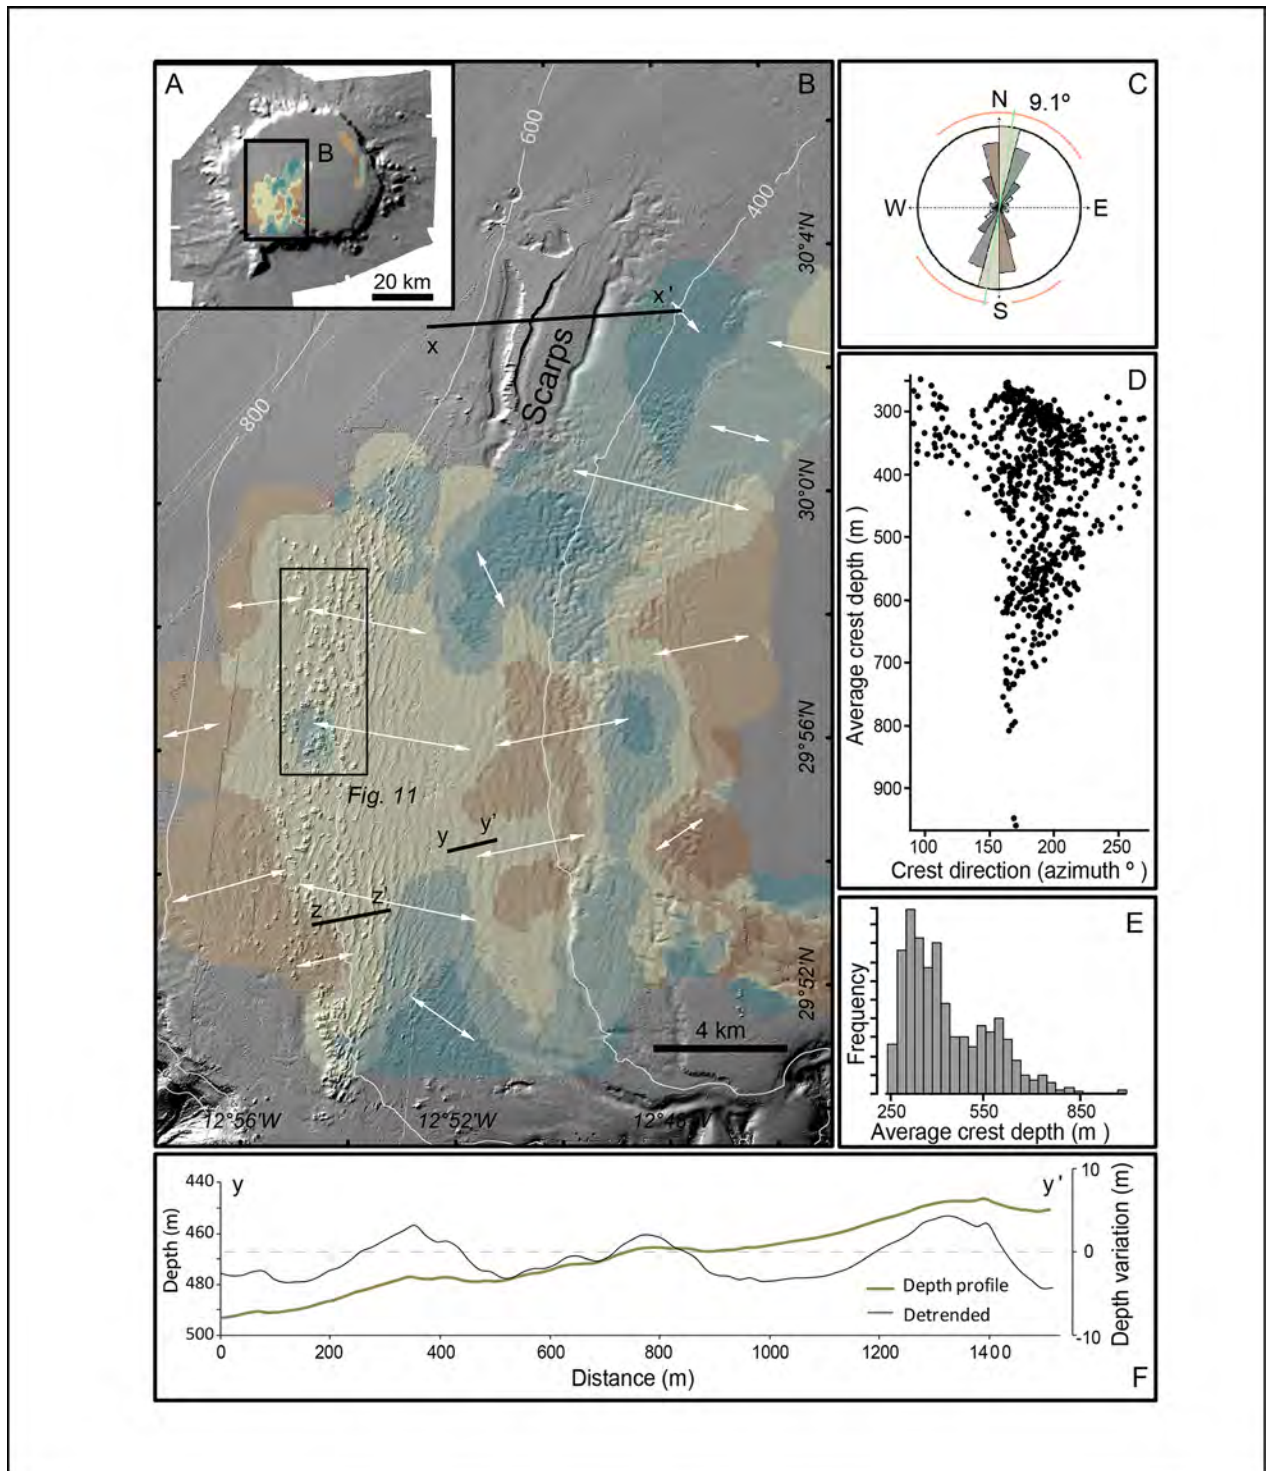 A
B
20 km
B
600
400
800
x
x'
Scarps
30°4'N
30°0'N
29°56'N
29°52'N
Fig. 11
y
y'
z
z'
4 km
12°56'W
12°52'W
12°48'W
C
N
9.1º
W
E
S
D
300
400
500
600
700
800
900
Average crest depth (m )
100
150
200
250
Crest direction (azimuth º )
E
Frequency
250
550
850
Average crest depth (m )
440
460
480
500
Depth (m)
y
y'
10
0
-10
Depth variation (m)
Depth profile
Detrended
0
200
400
600
800
1000
1200
1400
Distance (m)
F